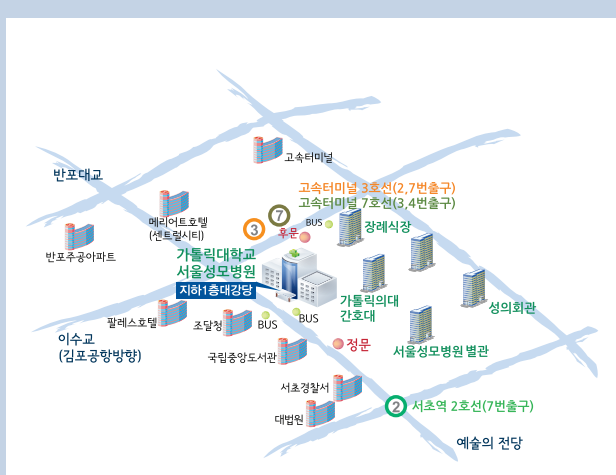 고속터미널
반포대교
고속터미널 3호선(2,7번출구)
고속터미널 7호선(3,4번출구)
메리어트호텔
(센트럴시티)
7
3
BUS
후문
장례식장
반포주공아파트
가톨릭대학교
서울성모병원
지하1층대강당
가톨릭의대
간호대
성의회관
팔레스호텔
조달청
BUS
BUS
이수교
(김포공항방향)
국립중앙도서관
정문
서울성모병원 별관
서초경찰서
대법원
2
서초역 2호선(7번출구)
예술의 전당